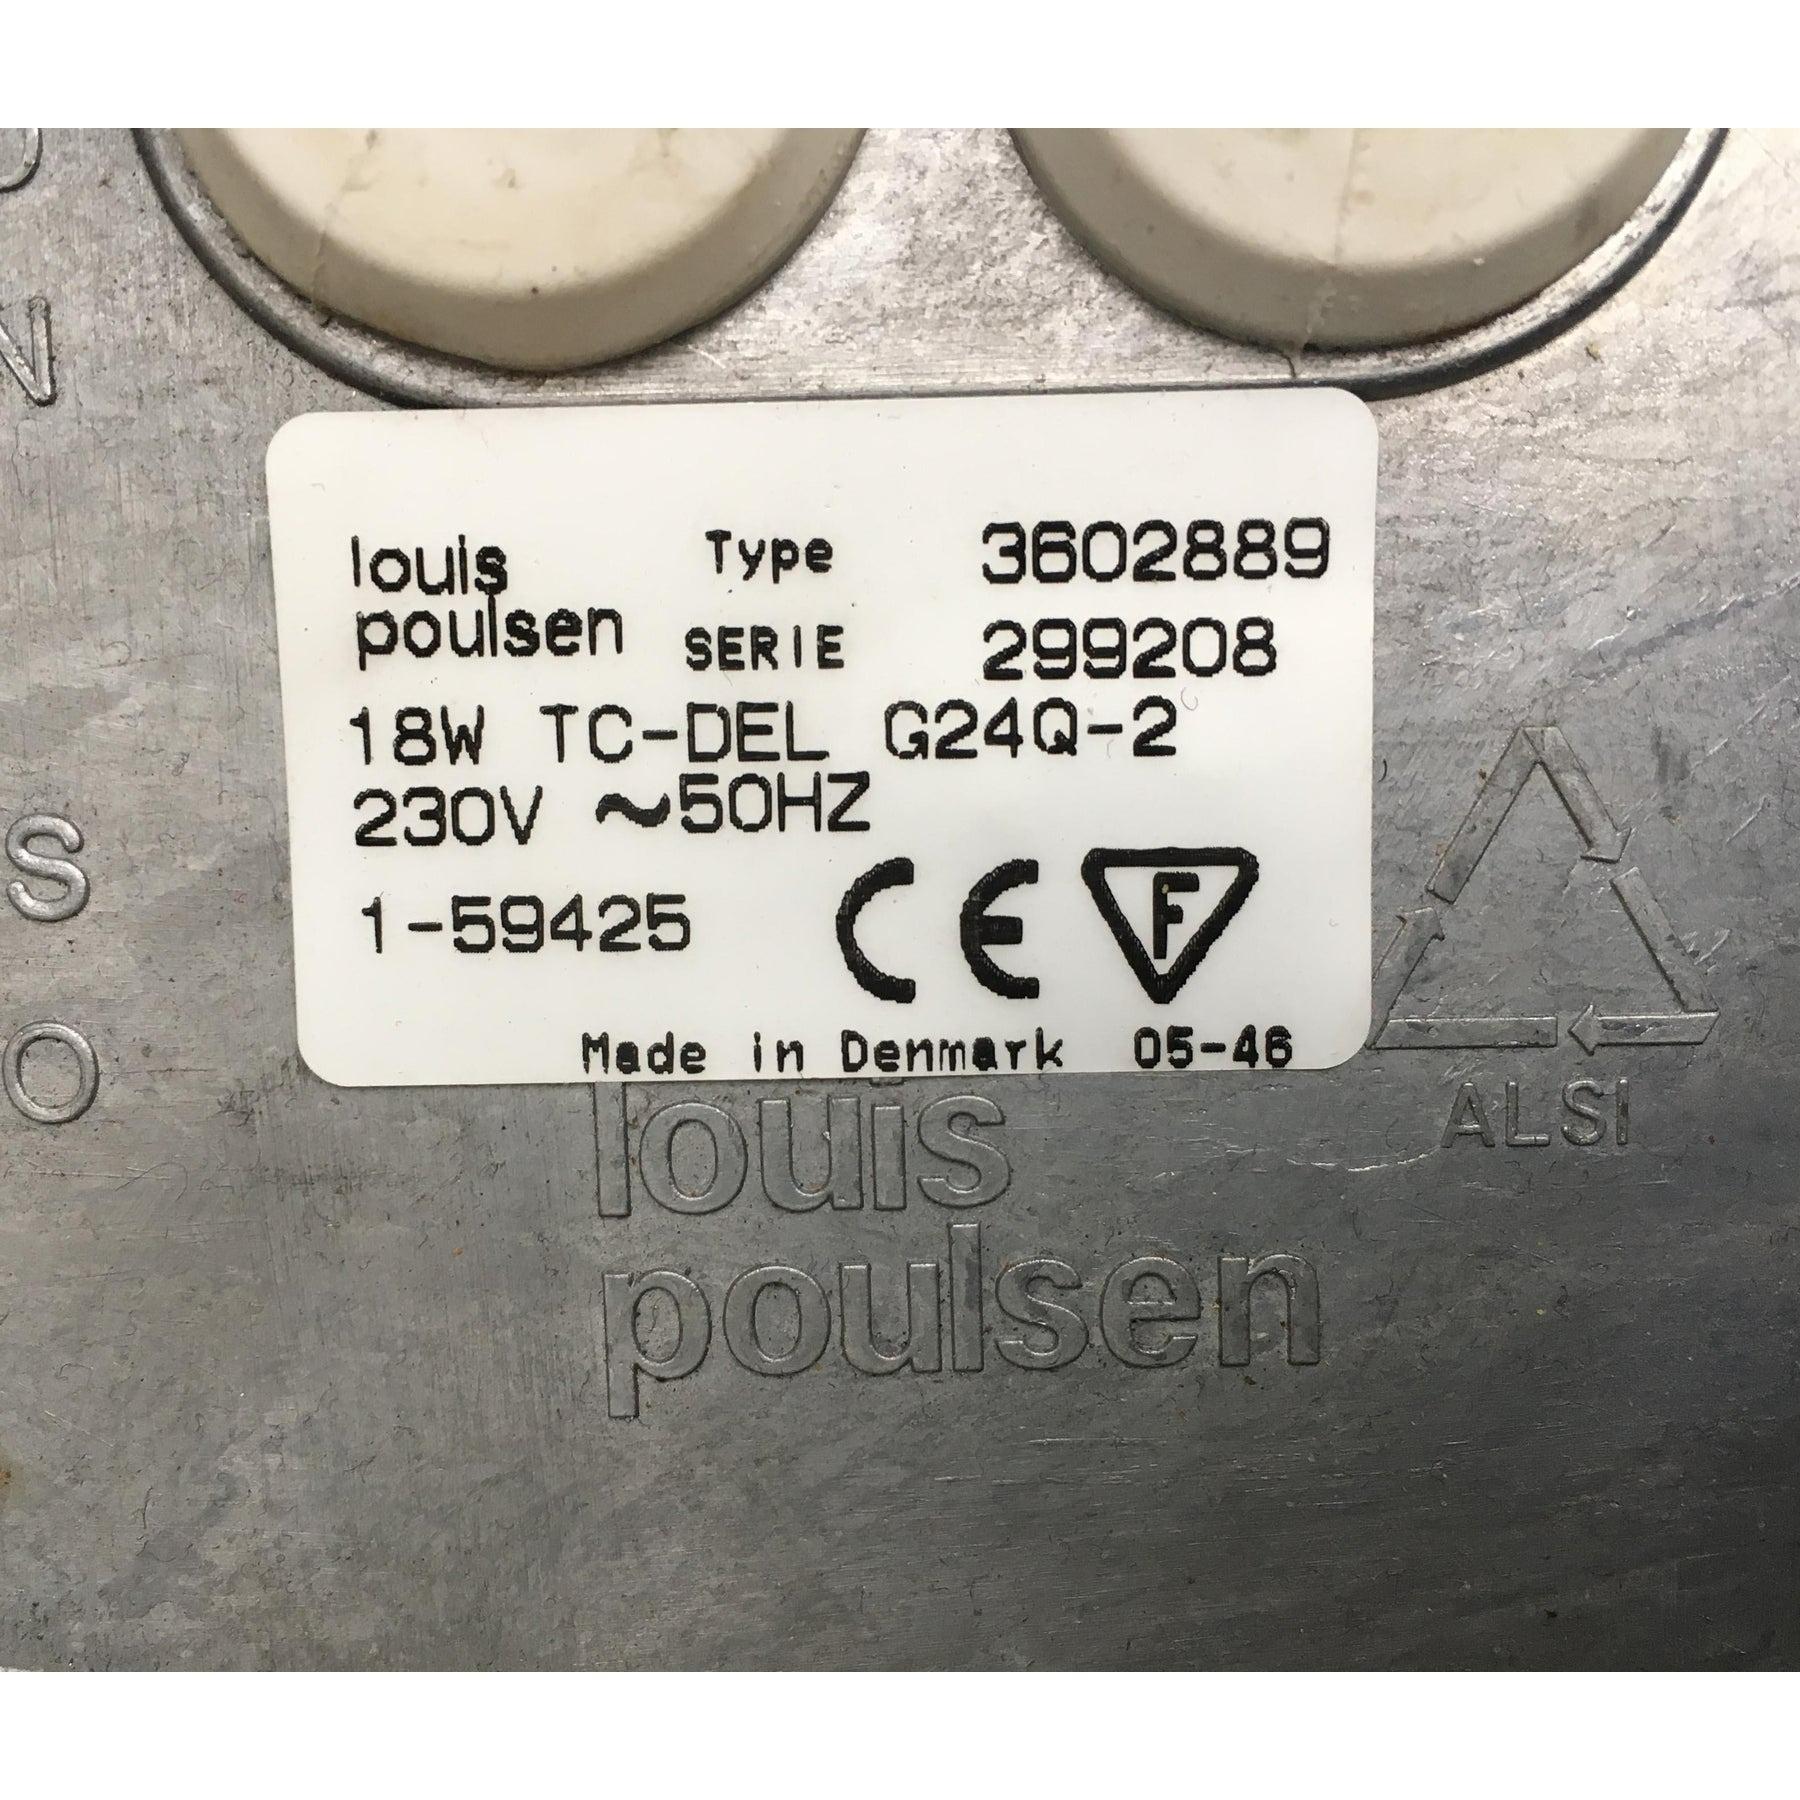 louis
poulsen
Type 3602889
SERIE 299208
18W TC-DEL G24Q-2
230V ~50HZ
1-59425 CE F
Made in Denmark 05-46
ALSI
louis
poulsen
N
S
O